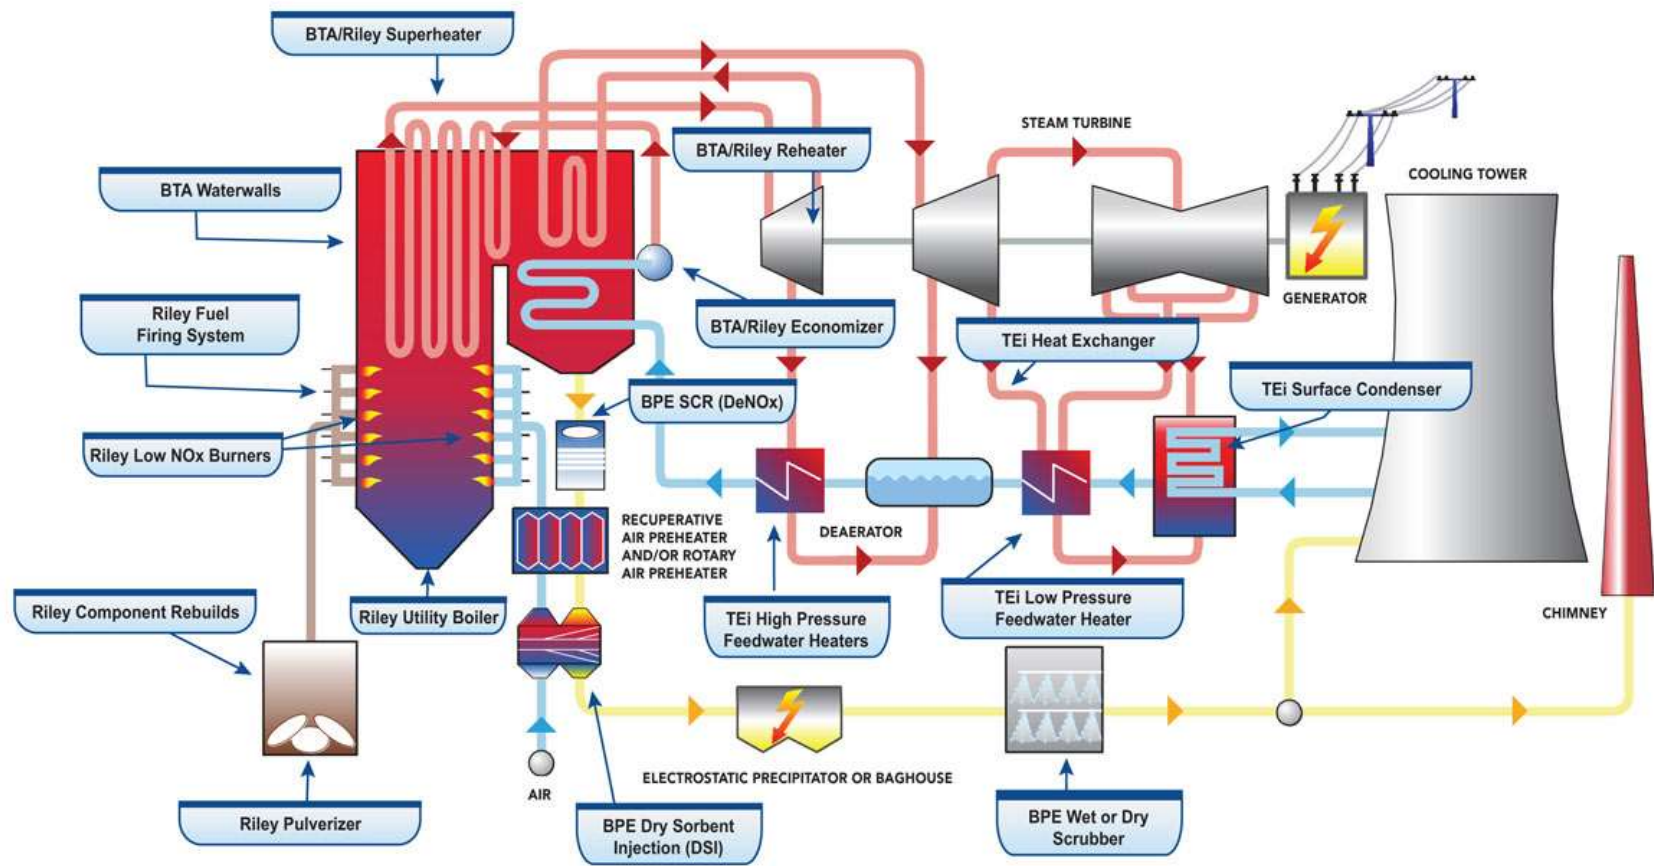 BTA/Riley Superheater
STEAM TURBINE
BTA/Riley Reheater
COOLING TOWER
BTA Waterwalls
GENERATOR
Riley Fuel
Firing System
BTA/Riley Economizer
TEi Heat Exchanger
TEi Surface Condenser
BPE SCR (DeNOx)
Riley Low NOx Burners
RECUPERATIVE
AIR PREHEATER
AND/OR ROTARY
AIR PREHEATER
DEAERATOR
Riley Component Rebuilds
Riley Utility Boiler
TEi High Pressure
Feedwater Heaters
TEi Low Pressure
Feedwater Heater
CHIMNEY
ELECTROSTATIC PRECIPITATOR OR BAGHOUSE
AIR
Riley Pulverizer
BPE Dry Sorbent
Injection (DSI)
BPE Wet or Dry
Scrubber